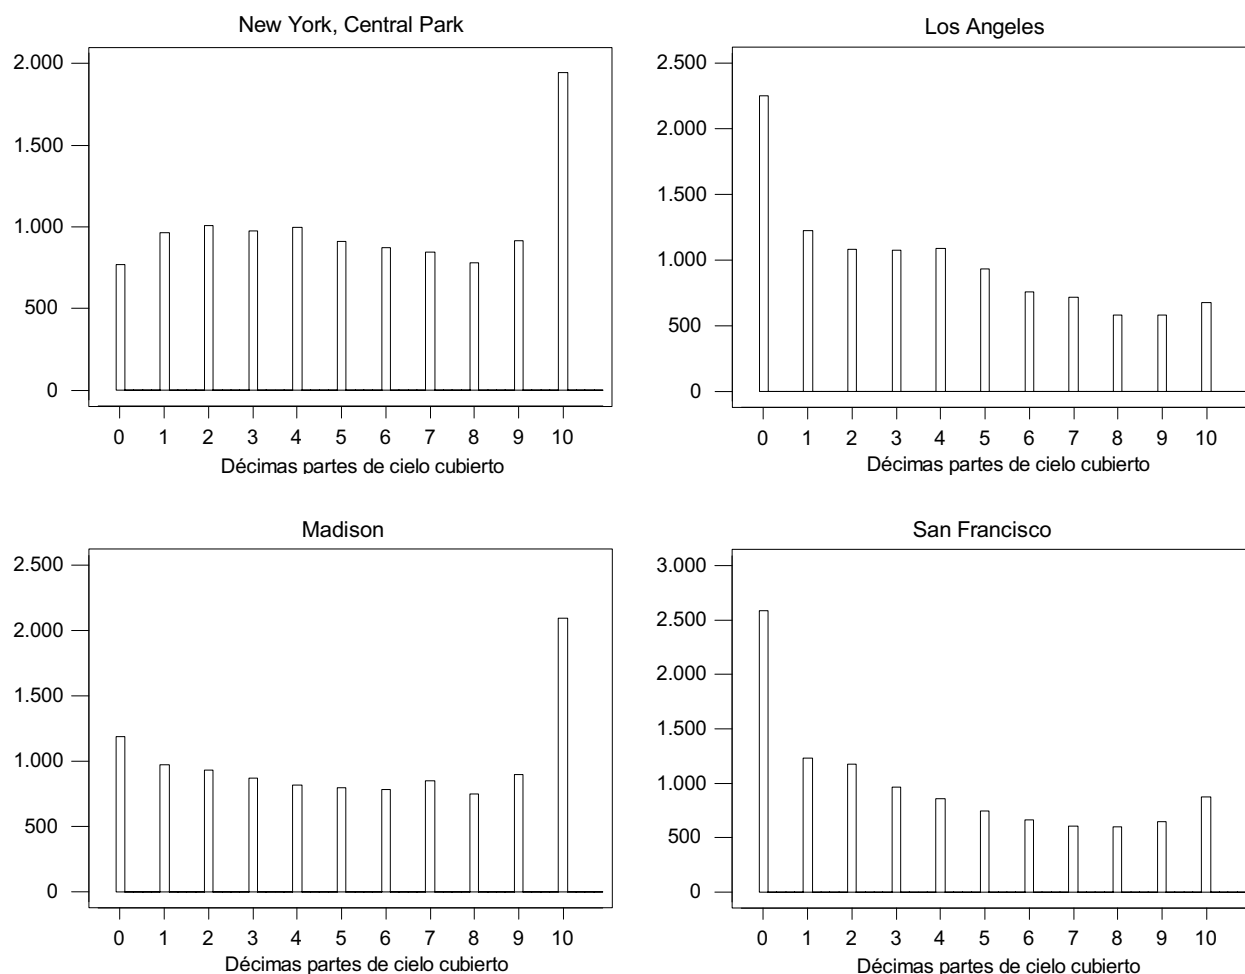 New York, Central Park
2.000
1.500
1.000
500
0
0 1 2 3 4 5 6 7 8 9 10
Décimas partes de cielo cubierto
Los Angeles
2.500
2.000
1.500
1.000
500
0
0 1 2 3 4 5 6 7 8 9 10
Décimas partes de cielo cubierto
Madison
2.500
2.000
1.500
1.000
500
0
0 1 2 3 4 5 6 7 8 9 10
Décimas partes de cielo cubierto
San Francisco
3.000
2.500
2.000
1.500
1.000
500
0
0 1 2 3 4 5 6 7 8 9 10
Décimas partes de cielo cubierto